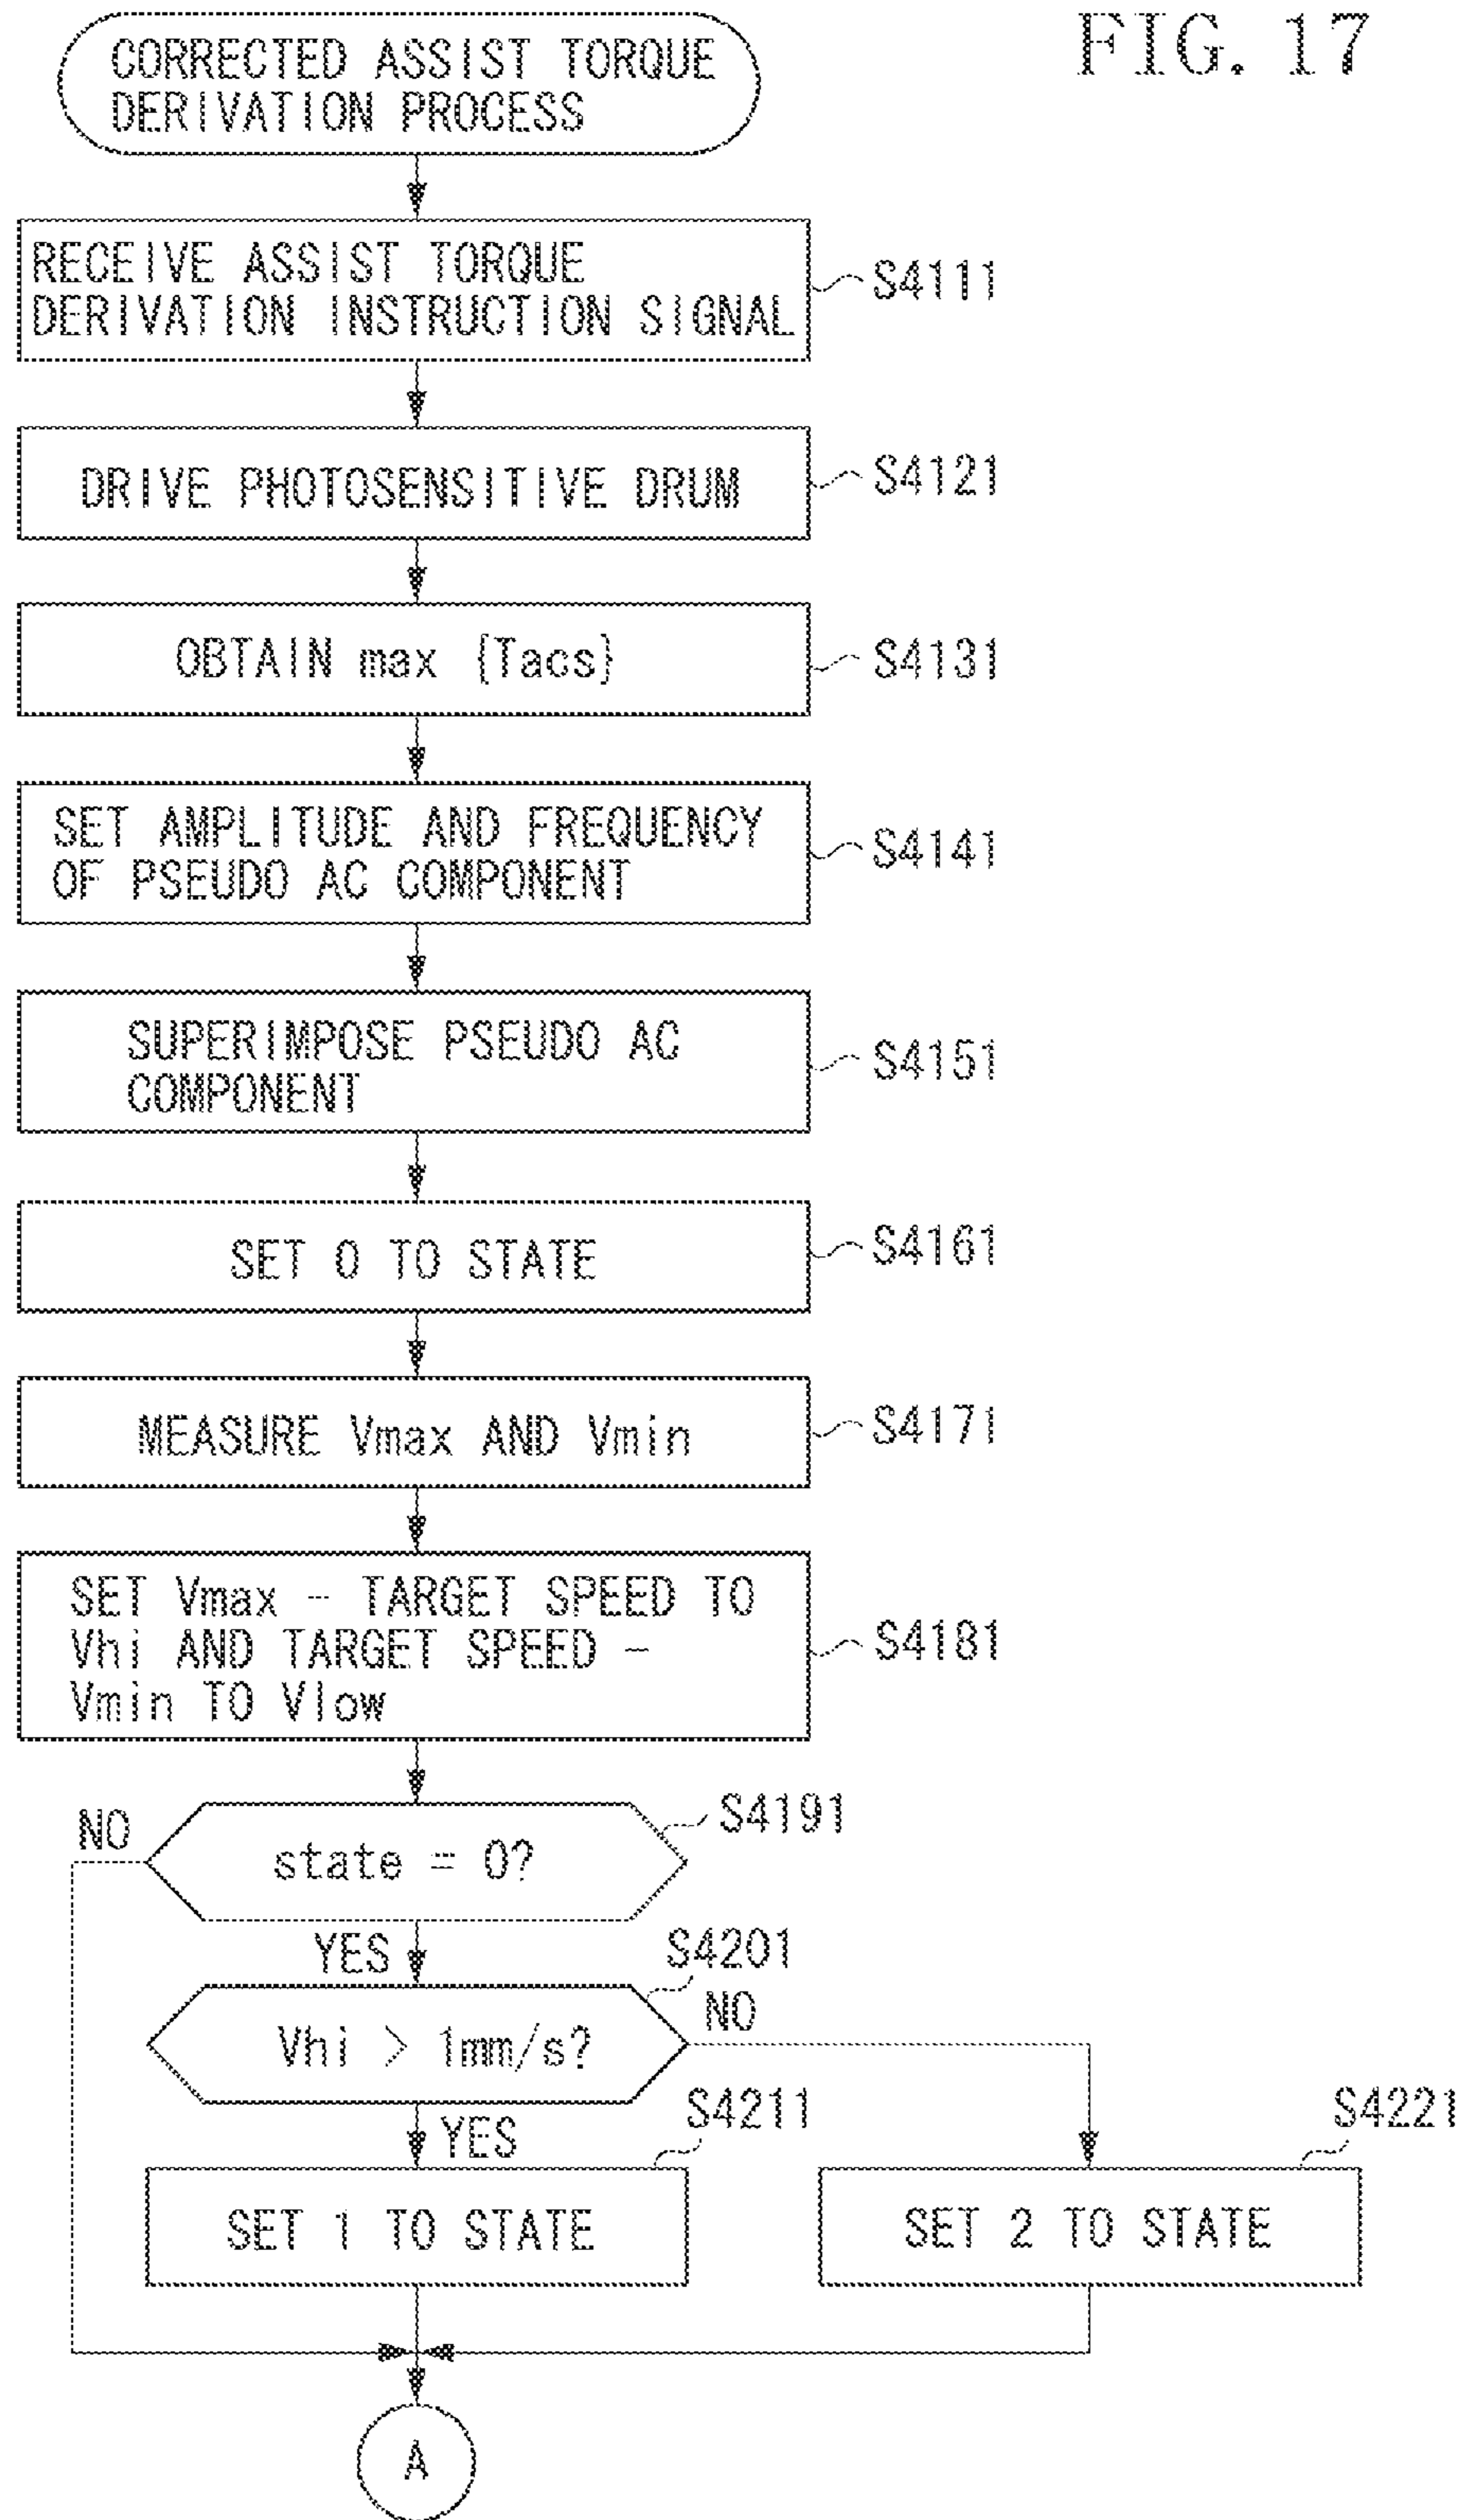 FIG. 17
CORRECTED ASSIST TORQUE
DERIVATION PROCESS
RECEIVE ASSIST TORQUE
DERIVATION INSTRUCTION SIGNAL
S4111
DRIVE PHOTOSENSITIVE DRUM
S4121
OBTAIN max {Tacs}
S4131
SET AMPLITUDE AND FREQUENCY
OF PSEUDO AC COMPONENT
S4141
SUPERIMPOSE PSEUDO AC
COMPONENT
S4151
SET 0 TO STATE
S4161
MEASURE Vmax AND Vmin
S4171
SET Vmax - TARGET SPEED TO
Vhi AND TARGET SPEED -
Vmin TO Vlow
S4181
S4191
NO
state = 0?
YES
S4201
NO
Vhi > 1mm/s?
YES
S4211
S4221
SET 1 TO STATE
SET 2 TO STATE
A